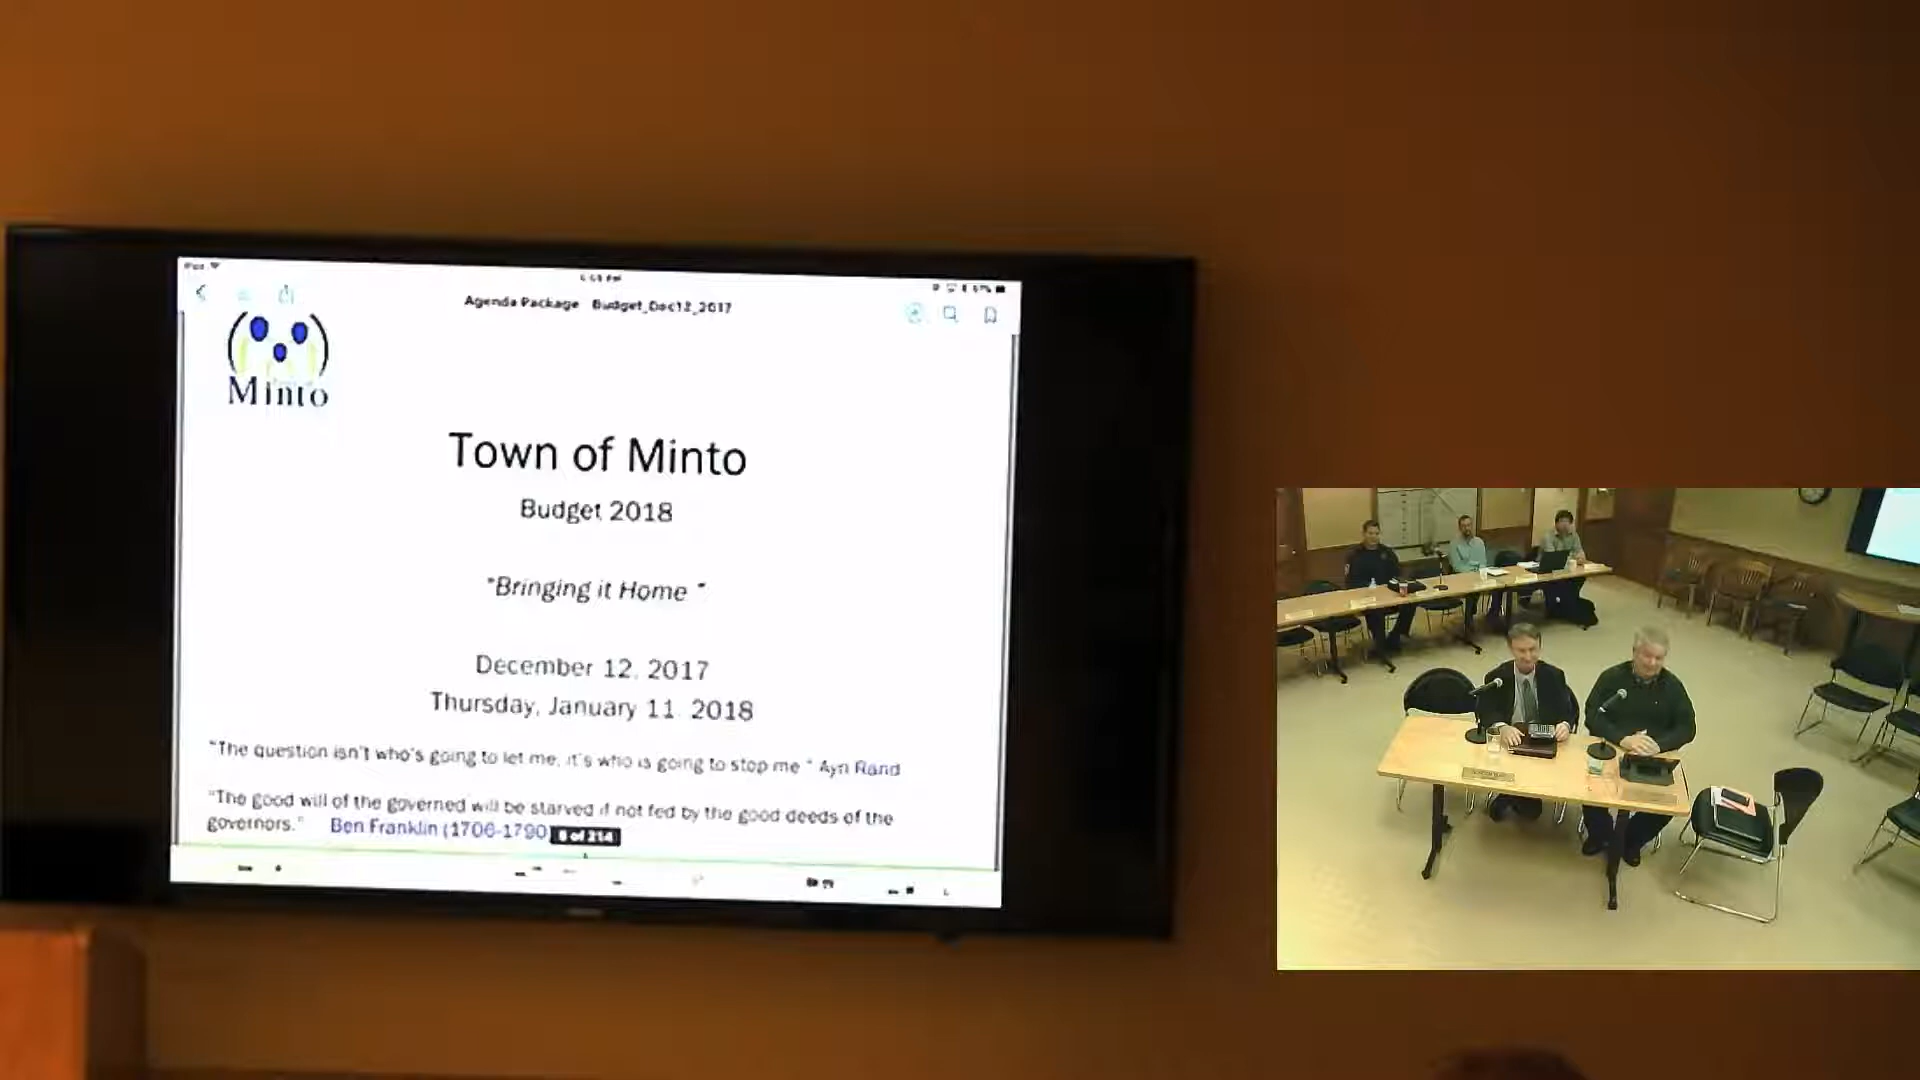 Agenda Package Budget_Dec12_2017
Minto
Town of Minto
Budget 2018
"Bringing it Home "
December 12, 2017
Thursday, January 11, 2018
"The question isn't who's going to let me, it's who is going to stop me " Ayn Rand
"The good will of the governed will be starved if not fed by the good deeds of the
governors." Ben Franklin (1706-1790)
of 214